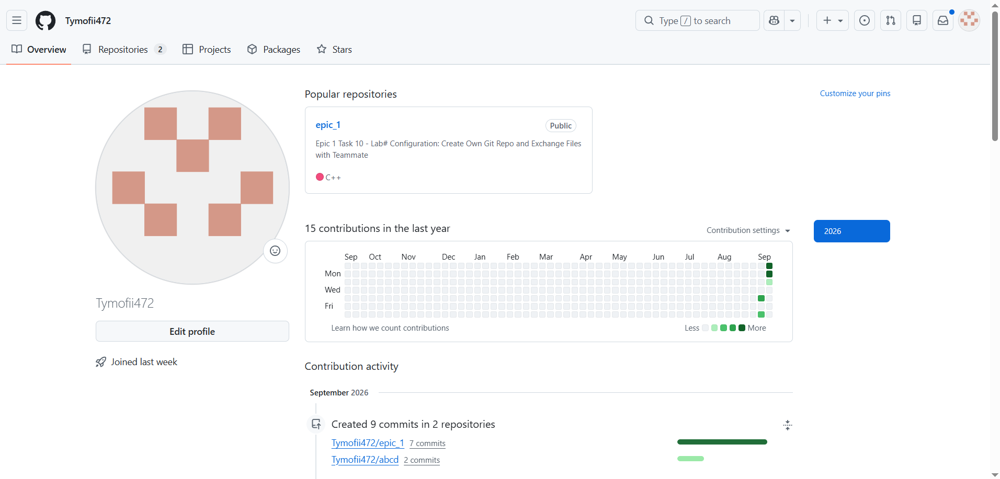 Tymofii472
Type / to search
Overview
Repositories 2
Projects
Packages
Stars
Popular repositories
Customize your pins
epic_1
Public
Epic 1 Task 10 - Lab# Configuration: Create Own Git Repo and Exchange Files
with Teammate
C++
15 contributions in the last year
Contribution settings
2026
Sep Oct Nov Dec Jan Feb Mar Apr May Jun Jul Aug Sep
Mon
Wed
Fri
Learn how we count contributions
Less More
Tymofii472
Edit profile
Joined last week
Contribution activity
September 2026
Created 9 commits in 2 repositories
Tymofii472/epic_1 7 commits
Tymofii472/abcd 2 commits